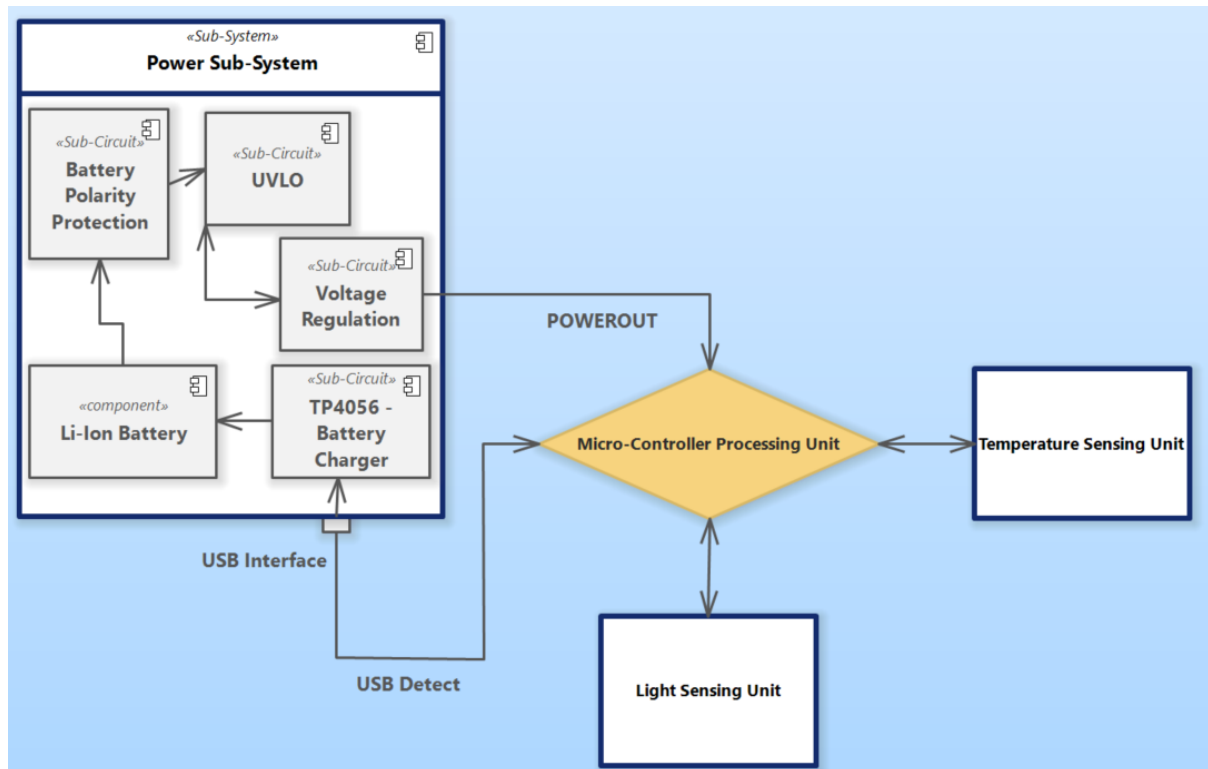 «Sub-System»
Power Sub-System
«Sub-Circuit»
Battery
Polarity
Protection
«Sub-Circuit»
UVLO
«Sub-Circuit»
Voltage
Regulation
POWEROUT
«component»
Li-Ion Battery
«Sub-Circuit»
TP4056 -
Battery
Charger
Micro-Controller Processing Unit
Temperature Sensing Unit
USB Interface
USB Detect
Light Sensing Unit